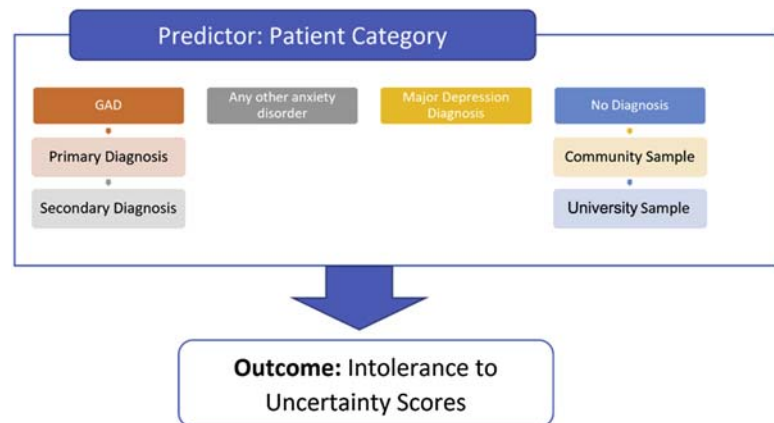 Predictor: Patient Category
GAD
Any other anxiety
disorder
Major Depression
Diagnosis
No Diagnosis
Primary Diagnosis
Community Sample
Secondary Diagnosis
University Sample
Outcome: Intolerance to
Uncertainty Scores